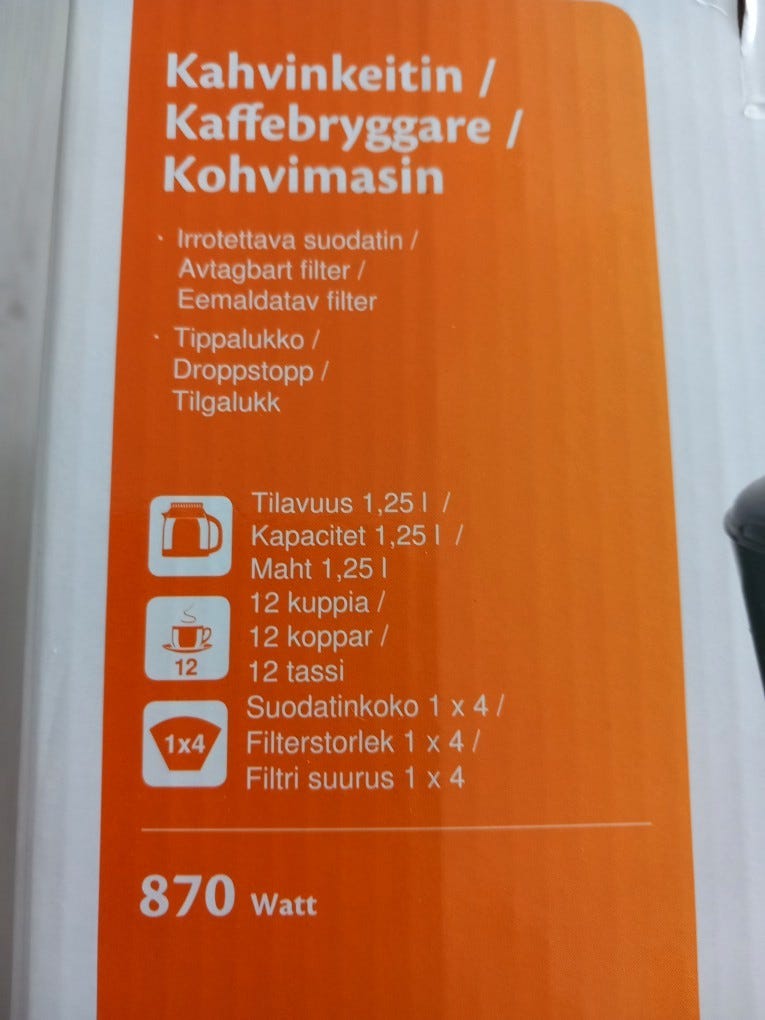 Kahvinkeitin /
Kaffebryggare /
Kohvimasin
· Irrotettava suodatin /
Avtagbart filter /
Eemaldatav filter
· Tippalukko /
Droppstopp /
Tilgalukk
Tilavuus 1,25 l /
Kapacitet 1,25 l /
Maht 1,25 l
12 kuppia /
12 koppar /
12 tassi
12
Suodatinkoko 1 x 4 /
Filterstorlek 1 x 4 /
Filtri suurus 1 x 4
1x4
870 Watt